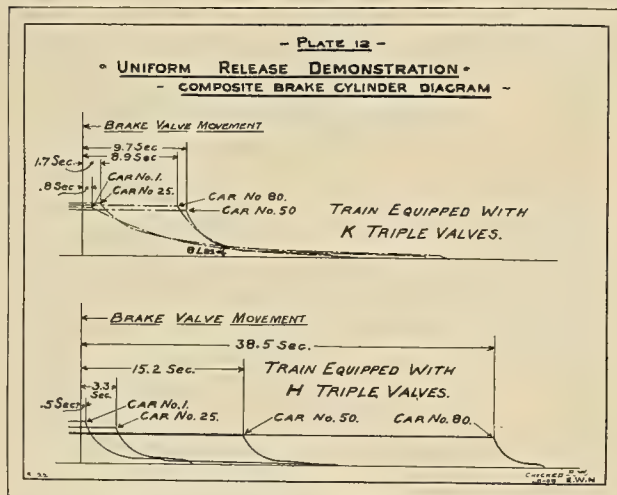 - PLATE 12 -
UNIFORM RELEASE DEMONSTRATION
- COMPOSITE BRAKE CYLINDER DIAGRAM -
BRAKE VALVE MOVEMENT
9.7 Sec
8.9 Sec
1.7 Sec.
CAR No. 1.
.8 Sec
CAR No 25.
CAR No 80.
CAR No. 50
TRAIN EQUIPPED WITH
K TRIPLE VALVES.
8 Lbs.
BRAKE VALVE MOVEMENT
38.5 Sec.
15.2 Sec.
TRAIN EQUIPPED WITH
H TRIPLE VALVES.
3.3
Sec.
.5 Sec
CAR No. 1.
CAR No. 25.
CAR No. 50.
CAR No. 80.
CHECKED
E.W.N